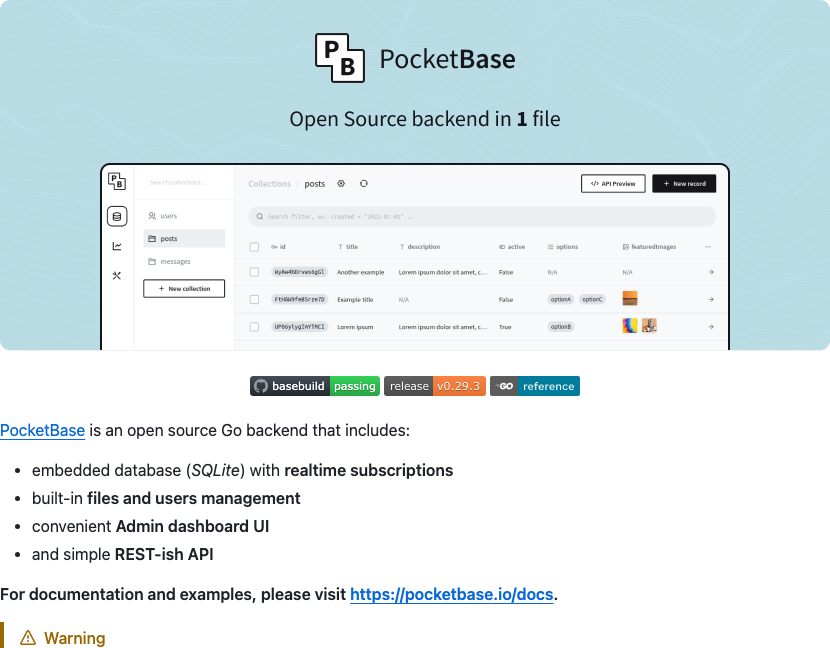 P
B
PocketBase
Open Source backend in 1 file
P
B
Search collections...
Collections / posts
</> API Preview
+ New record
users
posts
messages
+ New collection
Search filter, ex. created > "2022-01-01"...
id title description active options featuredImages
WyAw4bDrvws6gGl Another example Lorem ipsum dolor sit amet, c... False N/A N/A
FtHAW9feB5rze7D Example title N/A False optionA optionC
UPB6ylygInYTMCI Lorem ipsum Lorem ipsum dolor sit amet, c... True optionB
basebuild passing release v0.29.3 GO reference
PocketBase is an open source Go backend that includes:
• embedded database (SQLite) with realtime subscriptions
• built-in files and users management
• convenient Admin dashboard UI
• and simple REST-ish API
For documentation and examples, please visit https://pocketbase.io/docs.
Warning